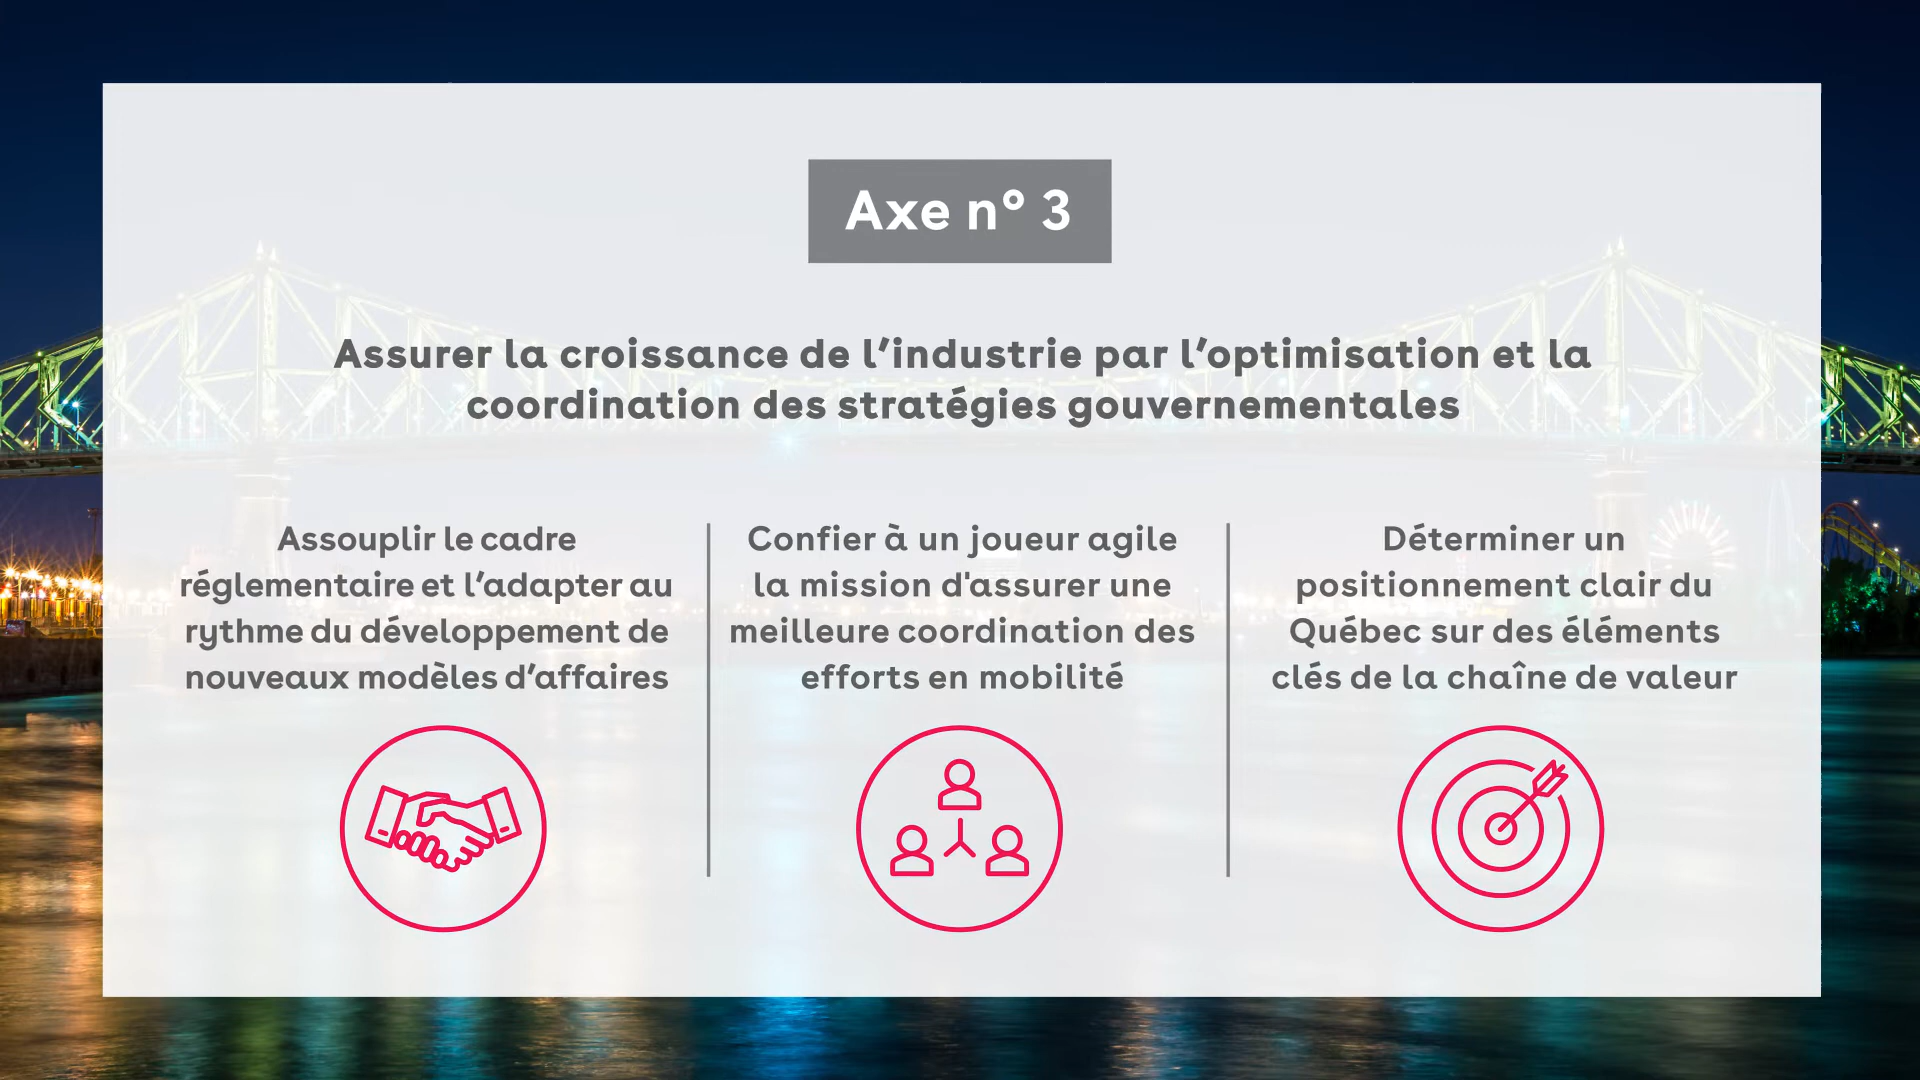 Axe n° 3
Assurer la croissance de l’industrie par l’optimisation et la
coordination des stratégies gouvernementales
Assouplir le cadre
réglementaire et l’adapter au
rythme du développement de
nouveaux modèles d’affaires
Confier à un joueur agile
la mission d'assurer une
meilleure coordination des
efforts en mobilité
Déterminer un
positionnement clair du
Québec sur des éléments
clés de la chaîne de valeur